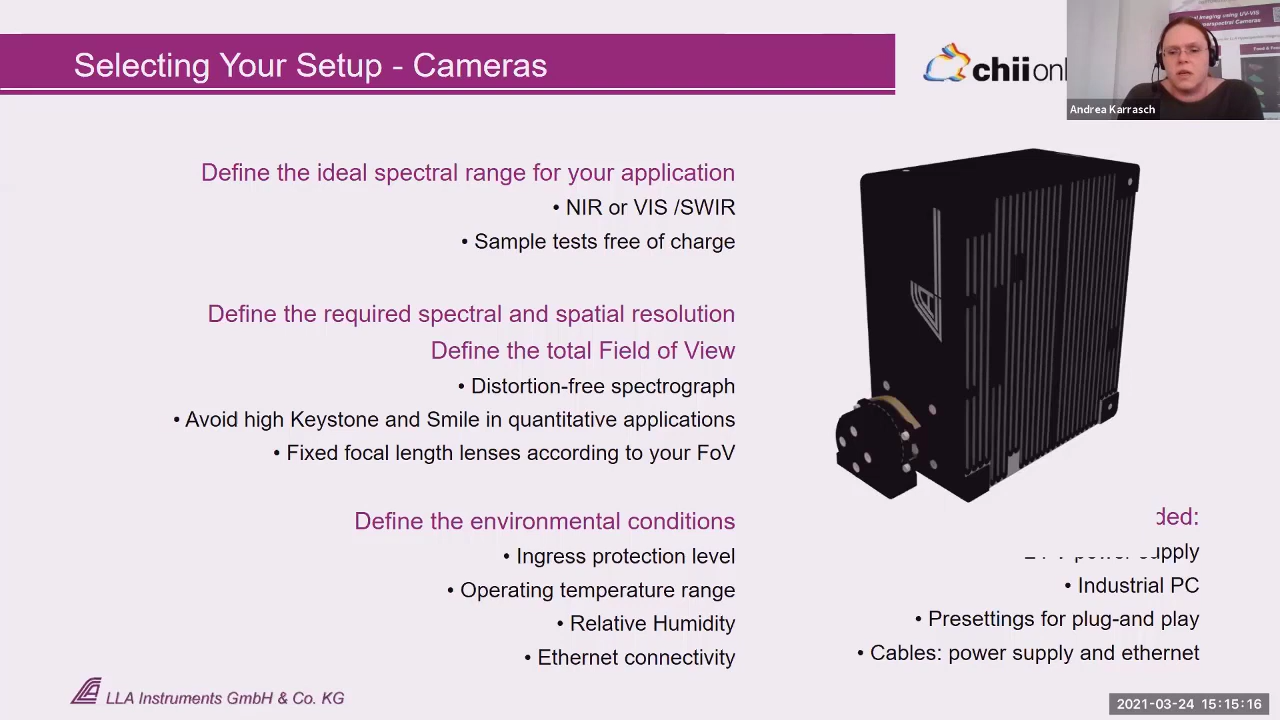 Selecting Your Setup - Cameras
chii
Imaging using UV-VIS
Cameras
Andrea Karrasch
Define the ideal spectral range for your application
• NIR or VIS /SWIR
• Sample tests free of charge
Define the required spectral and spatial resolution
Define the total Field of View
• Distortion-free spectrograph
• Avoid high Keystone and Smile in quantitative applications
• Fixed focal length lenses according to your FoV
Define the environmental conditions
• Ingress protection level
• Operating temperature range
• Relative Humidity
• Ethernet connectivity
ded:
power supply
• Industrial PC
• Presettings for plug-and play
• Cables: power supply and ethernet
LLA Instruments GmbH & Co. KG
2021-03-24 15:15:16